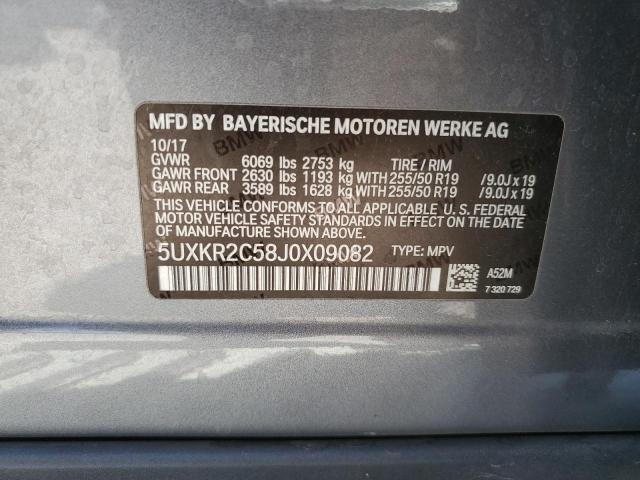 MFD BY BAYERISCHE MOTOREN WERKE AG
10/17
GVWR 6069 lbs 2753 kg TIRE / RIM
GAWR FRONT 2630 lbs 1193 kg WITH 255/50 R19 /9.0J x 19
GAWR REAR 3589 lbs 1628 kg WITH 255/50 R19 /9.0J x 19
THIS VEHICLE CONFORMS TO ALL APPLICABLE U.S. FEDERAL
MOTOR VEHICLE SAFETY STANDARDS IN EFFECT ON THE DATE
OF MANUFACTURE SHOWN ABOVE.
5UXKR2C58J0X09082 TYPE: MPV
A52M
7 320 729